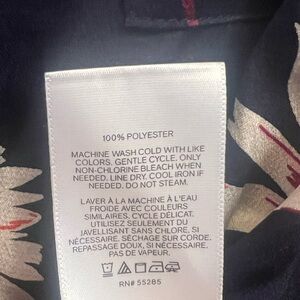 100% POLYESTER
MACHINE WASH COLD WITH LIKE
COLORS. GENTLE CYCLE. ONLY
NON-CHLORINE BLEACH WHEN
NEEDED. LINE DRY. COOL IRON IF
NEEDED. DO NOT STEAM.
LAVER À LA MACHINE À L'EAU
FROIDE AVEC COULEURS
SIMILAIRES. CYCLE DÉLICAT.
UTILISEZ SEULEMENT DU
JAVELLISANT SANS CHLORE, SI
NÉCESSAIRE. SÉCHAGE SUR CORDE.
REPASSAGE DOUX, SI NÉCESSAIRE.
PAS DE VAPEUR.
RN# 55285